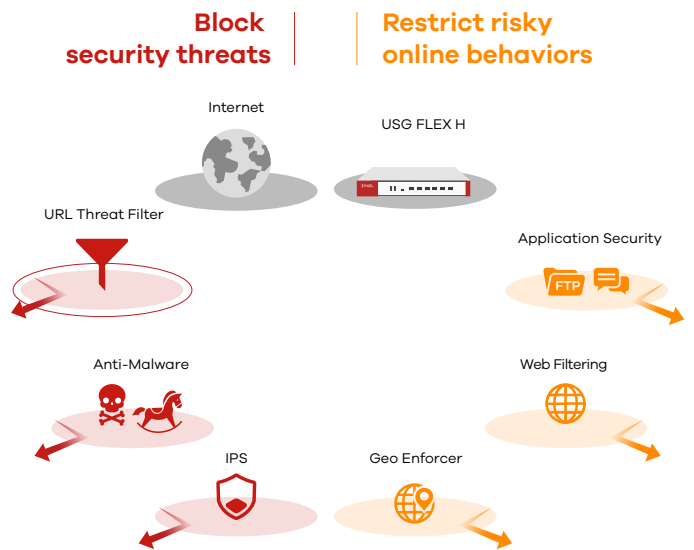 Block
security threats
Restrict risky
online behaviors
Internet
USG FLEX H
ZYXEL
URL Threat Filter
Application Security
FTP
Anti-Malware
Web Filtering
IPS
Geo Enforcer